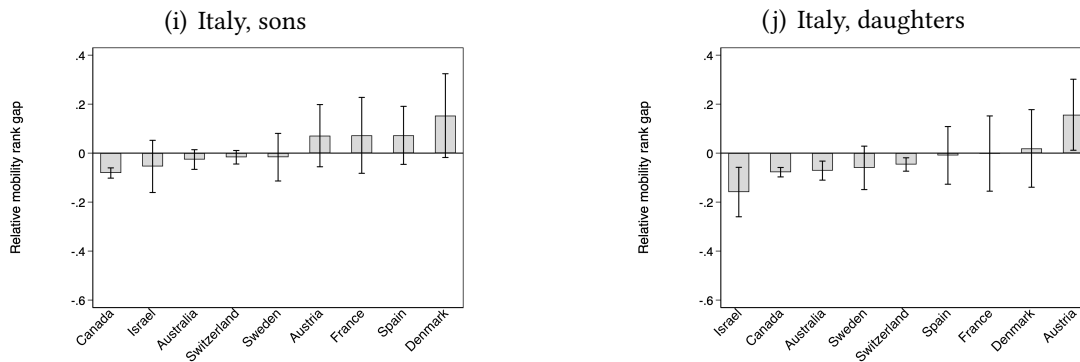 (i) Italy, sons
Relative mobility rank gap
.4
.2
0
-.2
-.4
-.6
Canada
Israel
Australia
Switzerland
Sweden
Austria
France
Spain
Denmark
(j) Italy, daughters
Relative mobility rank gap
.4
.2
0
-.2
-.4
-.6
Israel
Canada
Australia
Sweden
Switzerland
Spain
France
Denmark
Austria